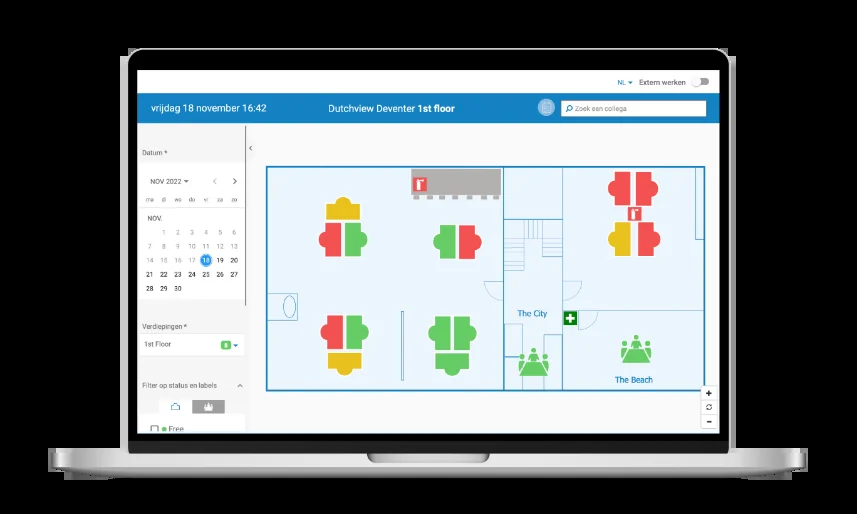 NL
Extern werken
vrijdag 18 november 16:42
Dutchview Deventer 1st floor
Zoek een collega
Datum *
NOV 2022
ma di wo do vr za zo
NOV.
1 2 3 4 5 6
7 8 9 10 11 12 13
14 15 16 17 18 19 20
21 22 23 24 25 26 27
28 29 30
Verdiepingen *
1st Floor
8
Filter op status en labels
Free
The City
The Beach